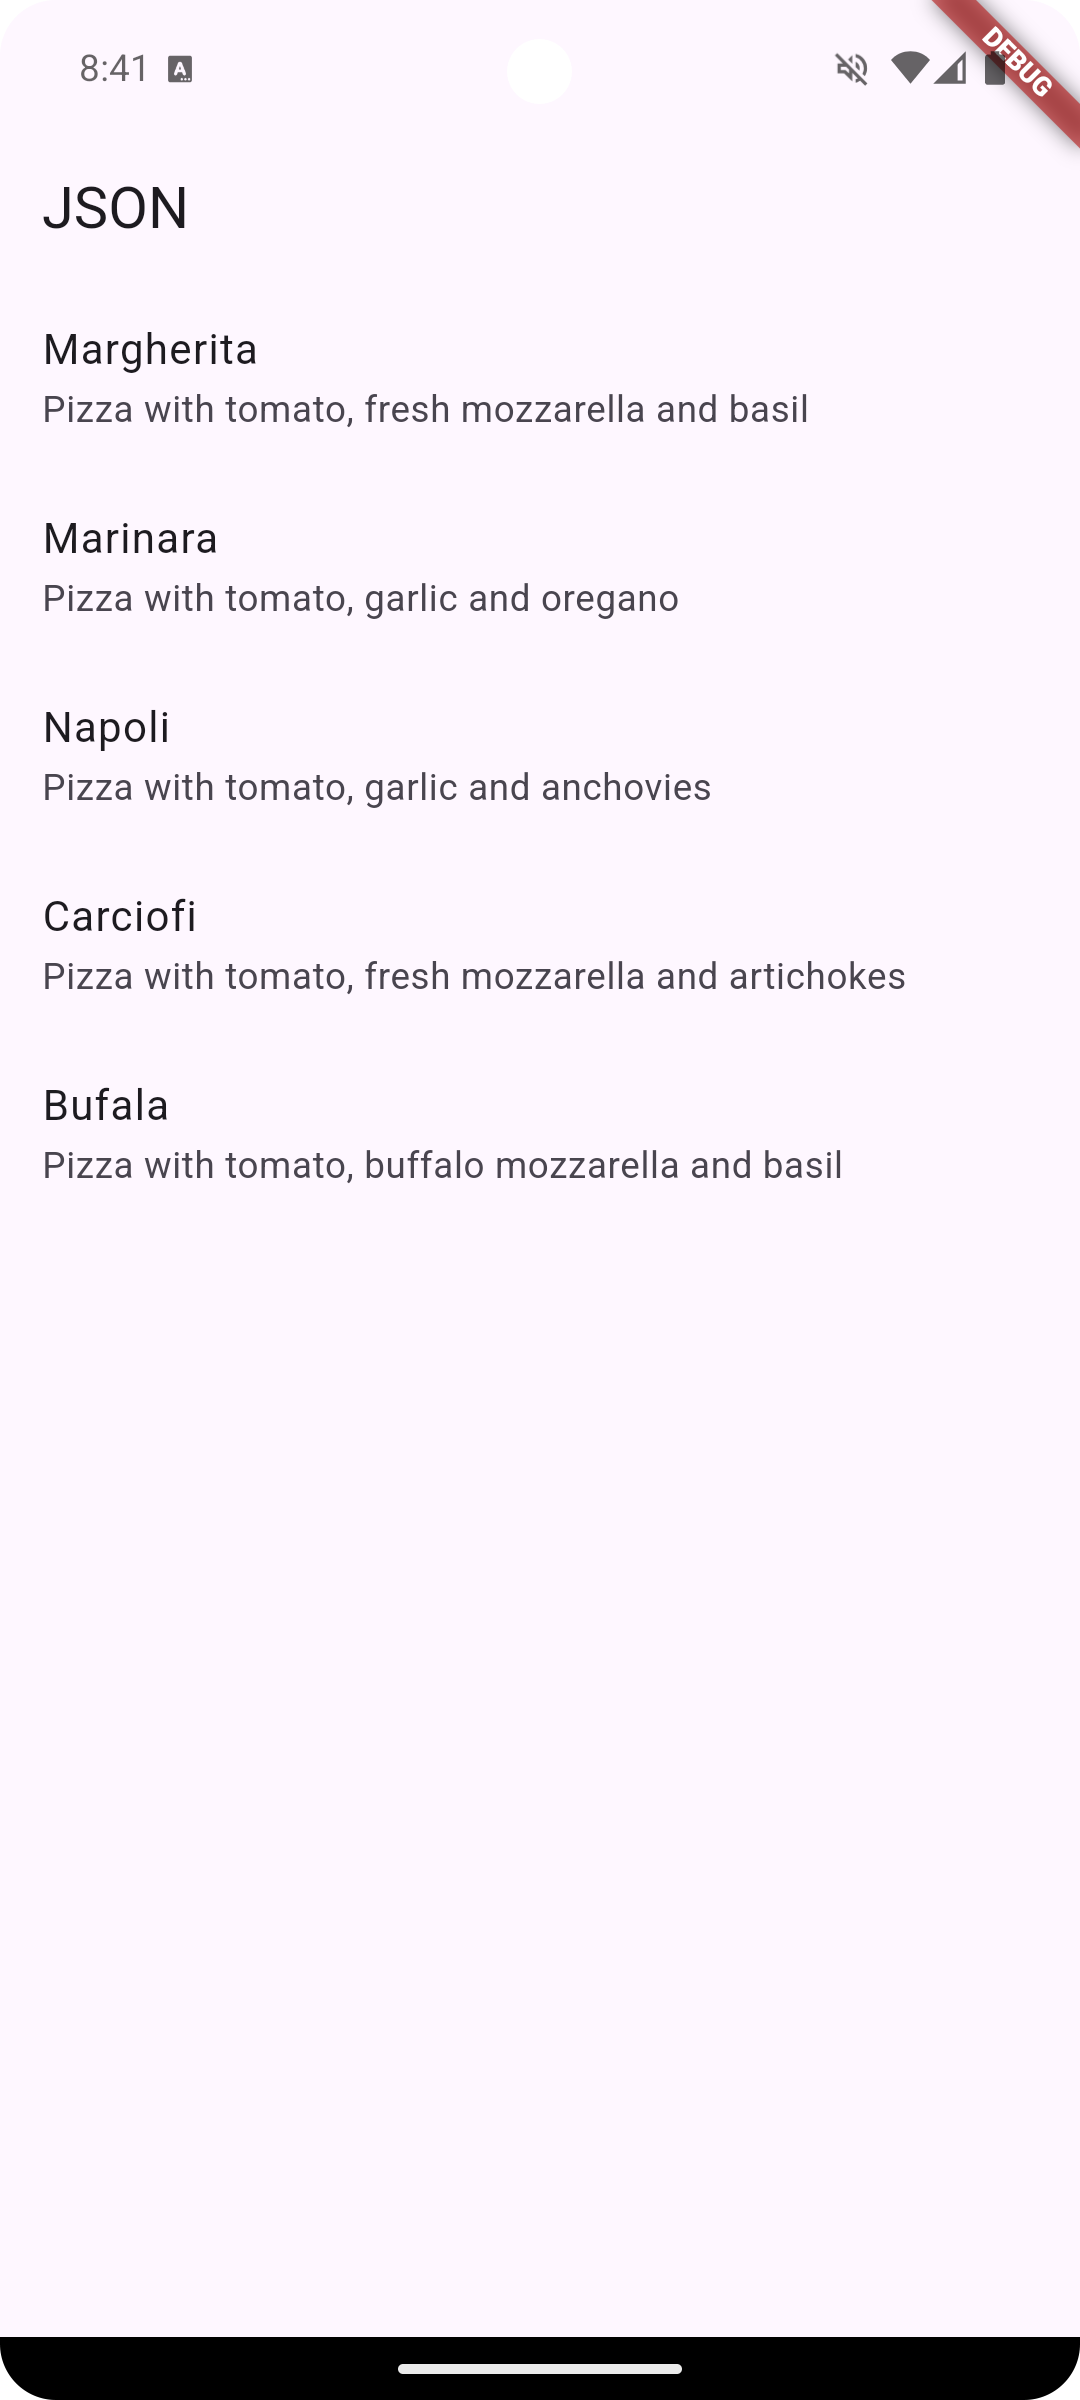 8:41
DEBUG
JSON
Margherita
Pizza with tomato, fresh mozzarella and basil
Marinara
Pizza with tomato, garlic and oregano
Napoli
Pizza with tomato, garlic and anchovies
Carciofi
Pizza with tomato, fresh mozzarella and artichokes
Bufala
Pizza with tomato, buffalo mozzarella and basil